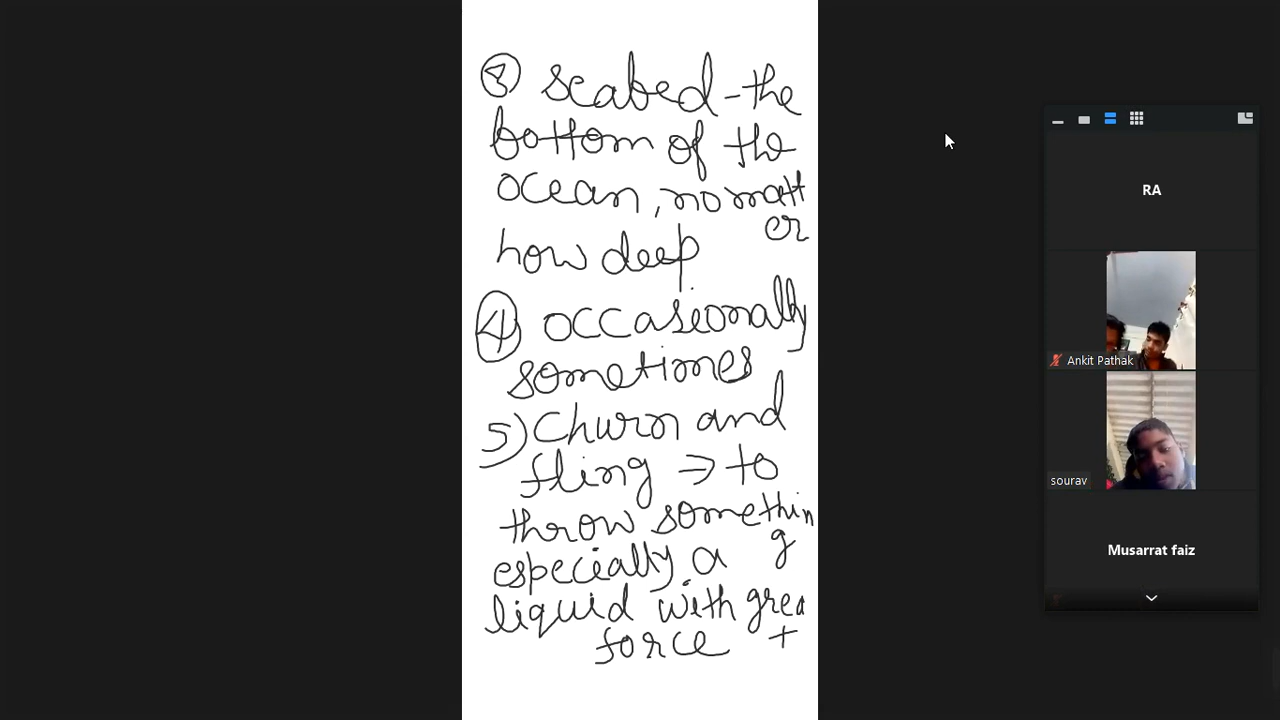 ③ seabed - the
bottom of the
ocean, no matt
er
how deep
④ occasionally
sometimes
5) Churn and
fling → to
throw somethin
g
especially a
liquid with grea
t
force
RA
Ankit Pathak
sourav
Musarrat faiz